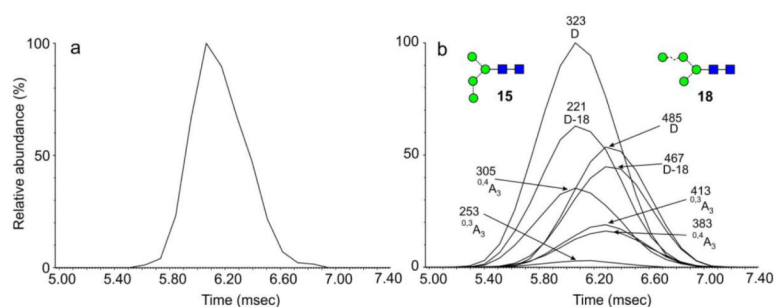 a
100
50
0
Relative abundance (%)
5.00 5.40 5.80 6.20 6.60 7.00 7.40
Time (msec)
b
100
50
0
323
D
15
18
221
D-18
485
D
467
D-18
305
0,4A3
413
0,3A3
253
0,3A3
383
0,4A3
5.00 5.40 5.80 6.20 6.60 7.00 7.40
Time (msec)